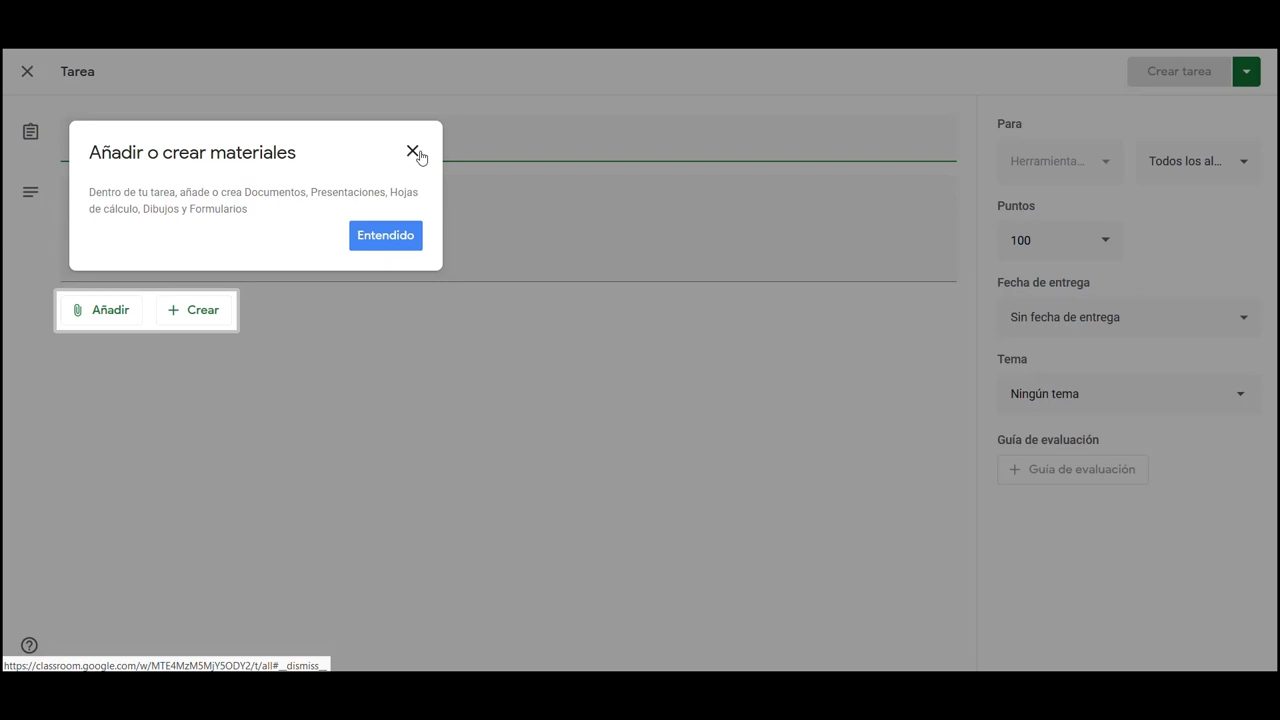 Tarea
Crear tarea
Añadir o crear materiales
Dentro de tu tarea, añade o crea Documentos, Presentaciones, Hojas
de cálculo, Dibujos y Formularios
Entendido
Añadir
Crear
Para
Herramienta...
Todos los al...
Puntos
100
Fecha de entrega
Sin fecha de entrega
Tema
Ningún tema
Guía de evaluación
Guía de evaluación
https://classroom.google.com/w/MTE4MzM5MjY5ODY2/t/all#__dismiss__